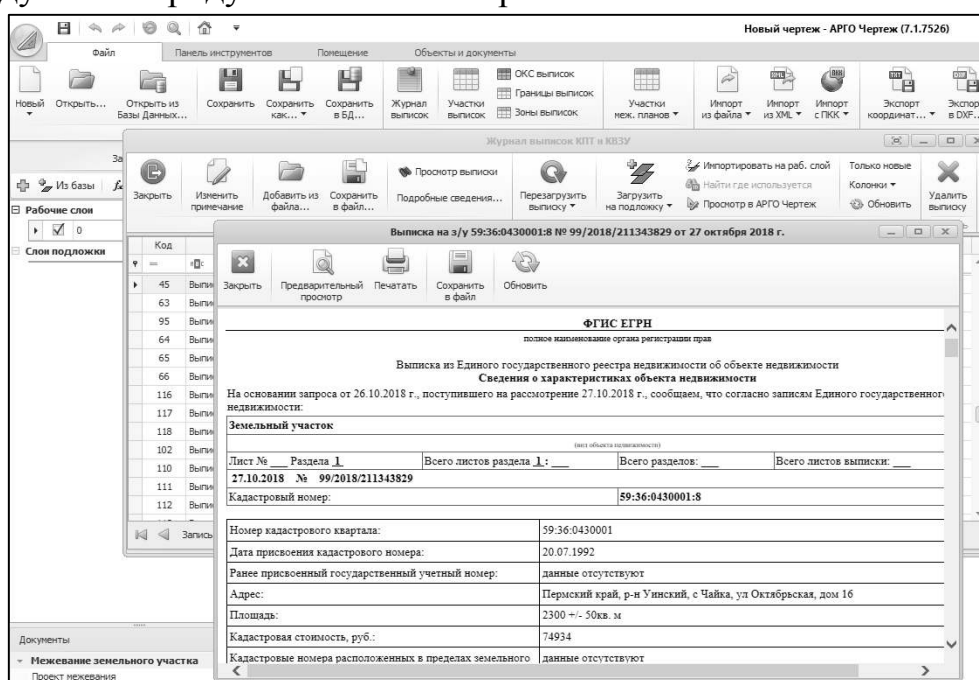 Новый чертеж - АРГО Чертеж (7.1.7526)
Файл Панель инструментов Помещение Объекты и документы
Новый Открыть... Открыть из Базы Данных... Сохранить Сохранить как... Сохранить в БД... Журнал выписок Участки выписок ОКС выписок Границы выписок Зоны выписок Участки меж. планов Импорт из файла Импорт из XML Импорт с ПКК Экспорт координат... Экспорт в DXF...
Журнал выписок КПТ и КВЗУ
Из базы
Рабочие слои
0
Слои подложки
Закрыть Изменить примечание Добавить из файла... Сохранить в файл... Просмотр выписки Подробные сведения... Перезагрузить выписку Загрузить на подложку Импортировать на раб. слой Найти где используется Просмотр в АРГО Чертеж Только новые Колонки Обновить Удалить выписку
Код
=
45
63
95
64
65
66
116
117
118
102
110
111
112
Запись
Выписка на з/у 59:36:0430001:8 № 99/2018/211343829 от 27 октября 2018 г.
Закрыть Предварительный просмотр Печатать Сохранить в файл Обновить
ФГИС ЕГРН
полное наименование органа регистрации прав
Выписка из Единого государственного реестра недвижимости об объекте недвижимости
Сведения о характеристиках объекта недвижимости
На основании запроса от 26.10.2018 г., поступившего на рассмотрение 27.10.2018 г., сообщаем, что согласно записям Единого государственного
недвижимости:
Земельный участок
(вид объекта недвижимости)
Лист № ___ Раздела 1 Всего листов раздела 1 : ___ Всего разделов: ___ Всего листов выписки: ___
27.10.2018 № 99/2018/211343829
Кадастровый номер: 59:36:0430001:8
Номер кадастрового квартала: 59:36:0430001
Дата присвоения кадастрового номера: 20.07.1992
Ранее присвоенный государственный учетный номер: данные отсутствуют
Адрес: Пермский край, р-н Уинский, с Чайка, ул Октябрьская, дом 16
Площадь: 2300 +/- 50кв. м
Кадастровая стоимость, руб.: 74934
Кадастровые номера расположенных в пределах земельного данные отсутствуют
Документы
Межевание земельного участка
Проект межевания